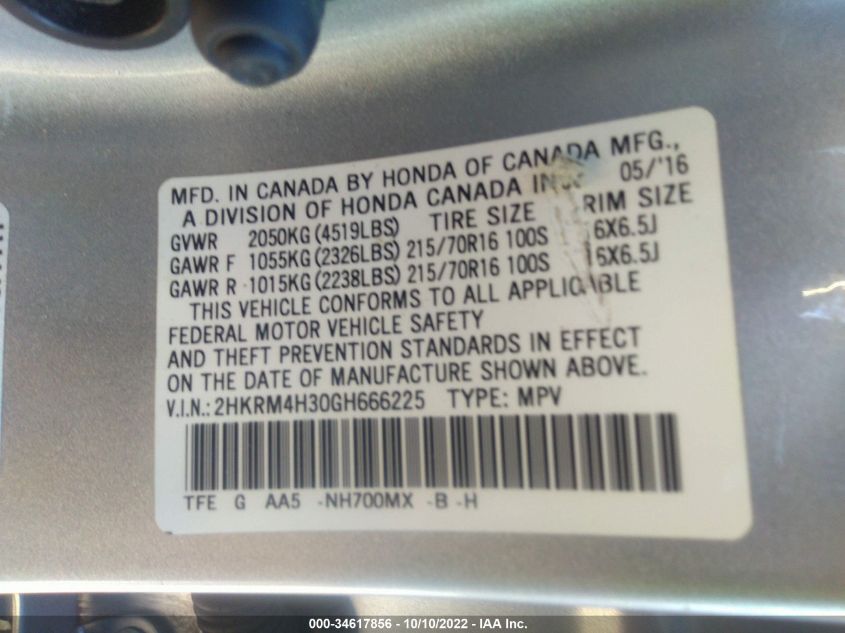 MFD. IN CANADA BY HONDA OF CANADA MFG.,
A DIVISION OF HONDA CANADA 05/'16
GVWR 2050KG (4519LBS) TIRE SIZE RIM SIZE
GAWR F 1055KG (2326LBS) 215/70R16 100S 6X6.5J
GAWR R 1015KG (2238LBS) 215/70R16 100S 16X6.5J
THIS VEHICLE CONFORMS TO ALL APPLICABLE
FEDERAL MOTOR VEHICLE SAFETY
AND THEFT PREVENTION STANDARDS IN EFFECT
ON THE DATE OF MANUFACTURE SHOWN ABOVE.
V.I.N.: 2HKRM4H30GH666225 TYPE: MPV
TFE G AA5 -NH700MX -B -H
000-34617856 - 10/10/2022 - IAA Inc.